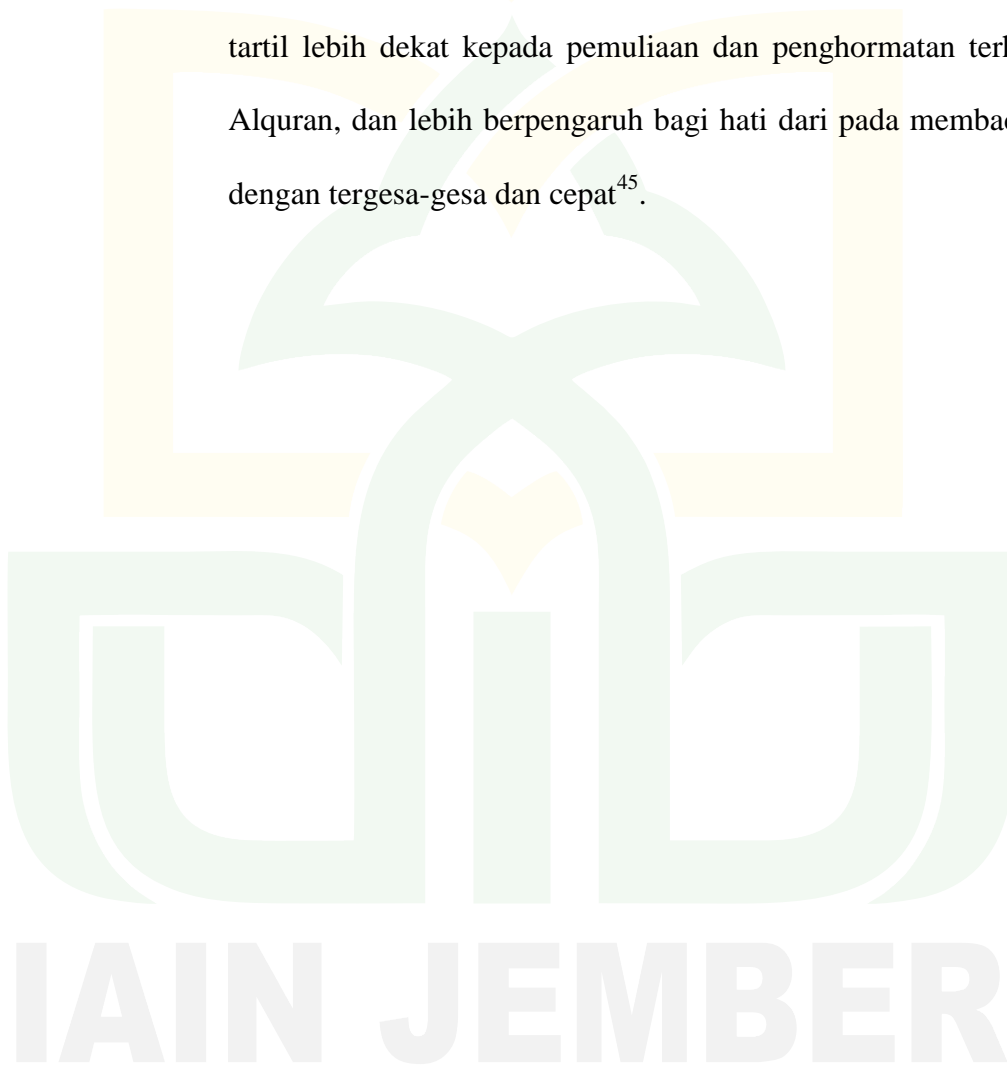 tartil lebih dekat kepada pemuliaan dan penghormatan
Alquran, dan lebih berpengaruh bagi hati dari pada
dengan tergesa-gesa dan cepat45.
IAIN JEMBER